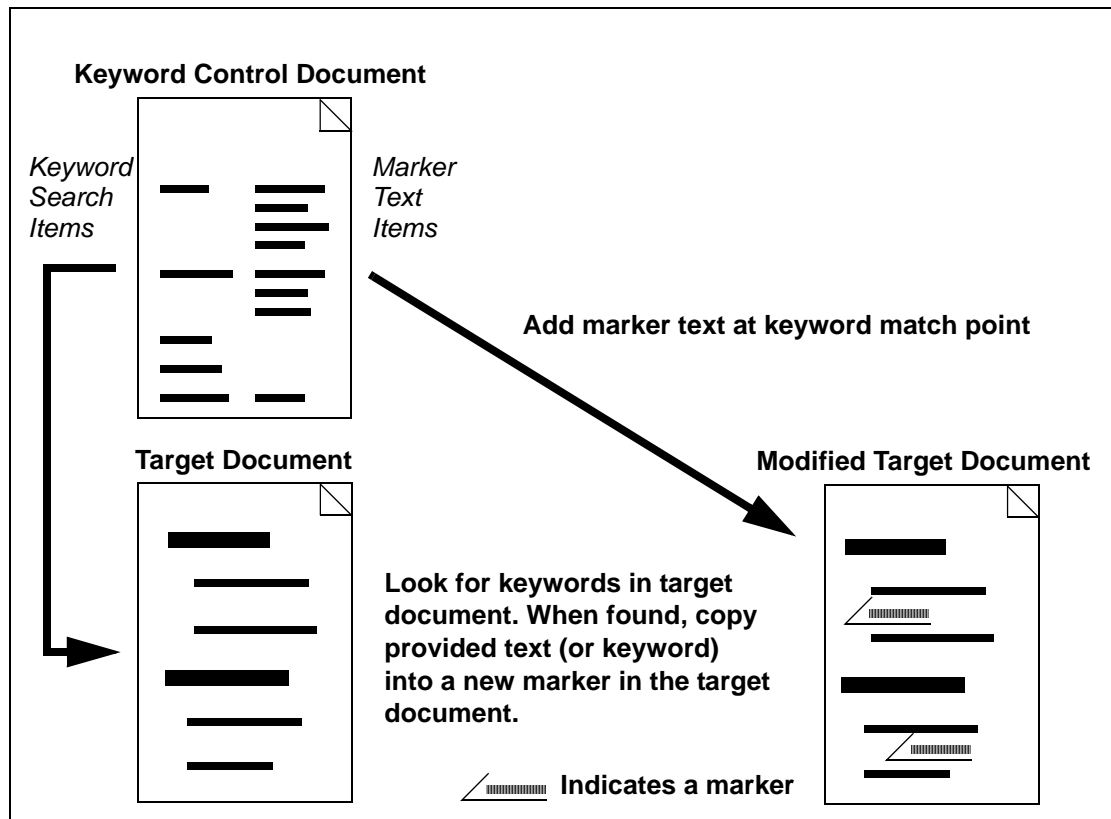 Keyword Control Document
Keyword
Search
Items
Marker
Text
Items
Add marker text at keyword match point
Target Document
Modified Target Document
Look for keywords in target
document. When found, copy
provided text (or keyword)
into a new marker in the target
document.
Indicates a marker